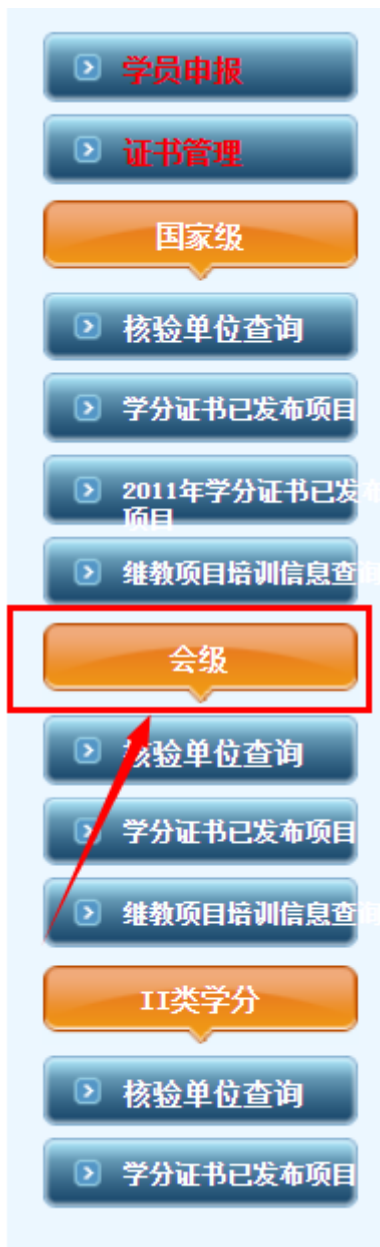 学员申报
证书管理
国家级
核验单位查询
学分证书已发布项目
2011年学分证书已发布
项目
继教项目培训信息查询
会级
核验单位查询
学分证书已发布项目
继教项目培训信息查询
II类学分
核验单位查询
学分证书已发布项目